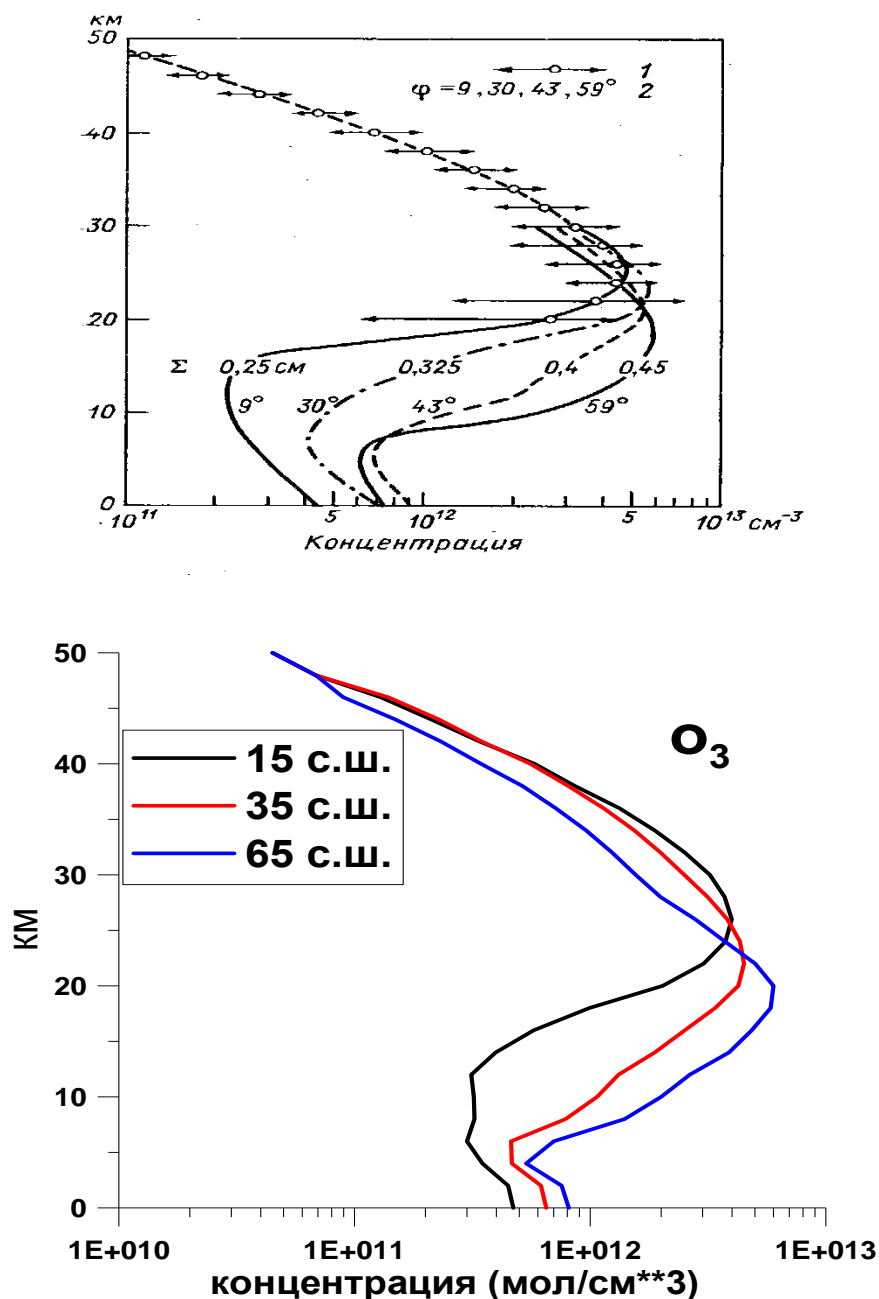 км
50
1
φ = 9, 30, 43, 59° 2
40
30
20
Σ 0,25 см 0,325 0,4 0,45
9° 30° 43° 59°
10
0
10¹¹ 5 10¹² 5 10¹³ см⁻³
Концентрация
50
O₃
15 с.ш.
40
35 с.ш.
65 с.ш.
30
КМ
20
10
0
1E+010 1E+011 1E+012 1E+013
концентрация (мол/см**3)